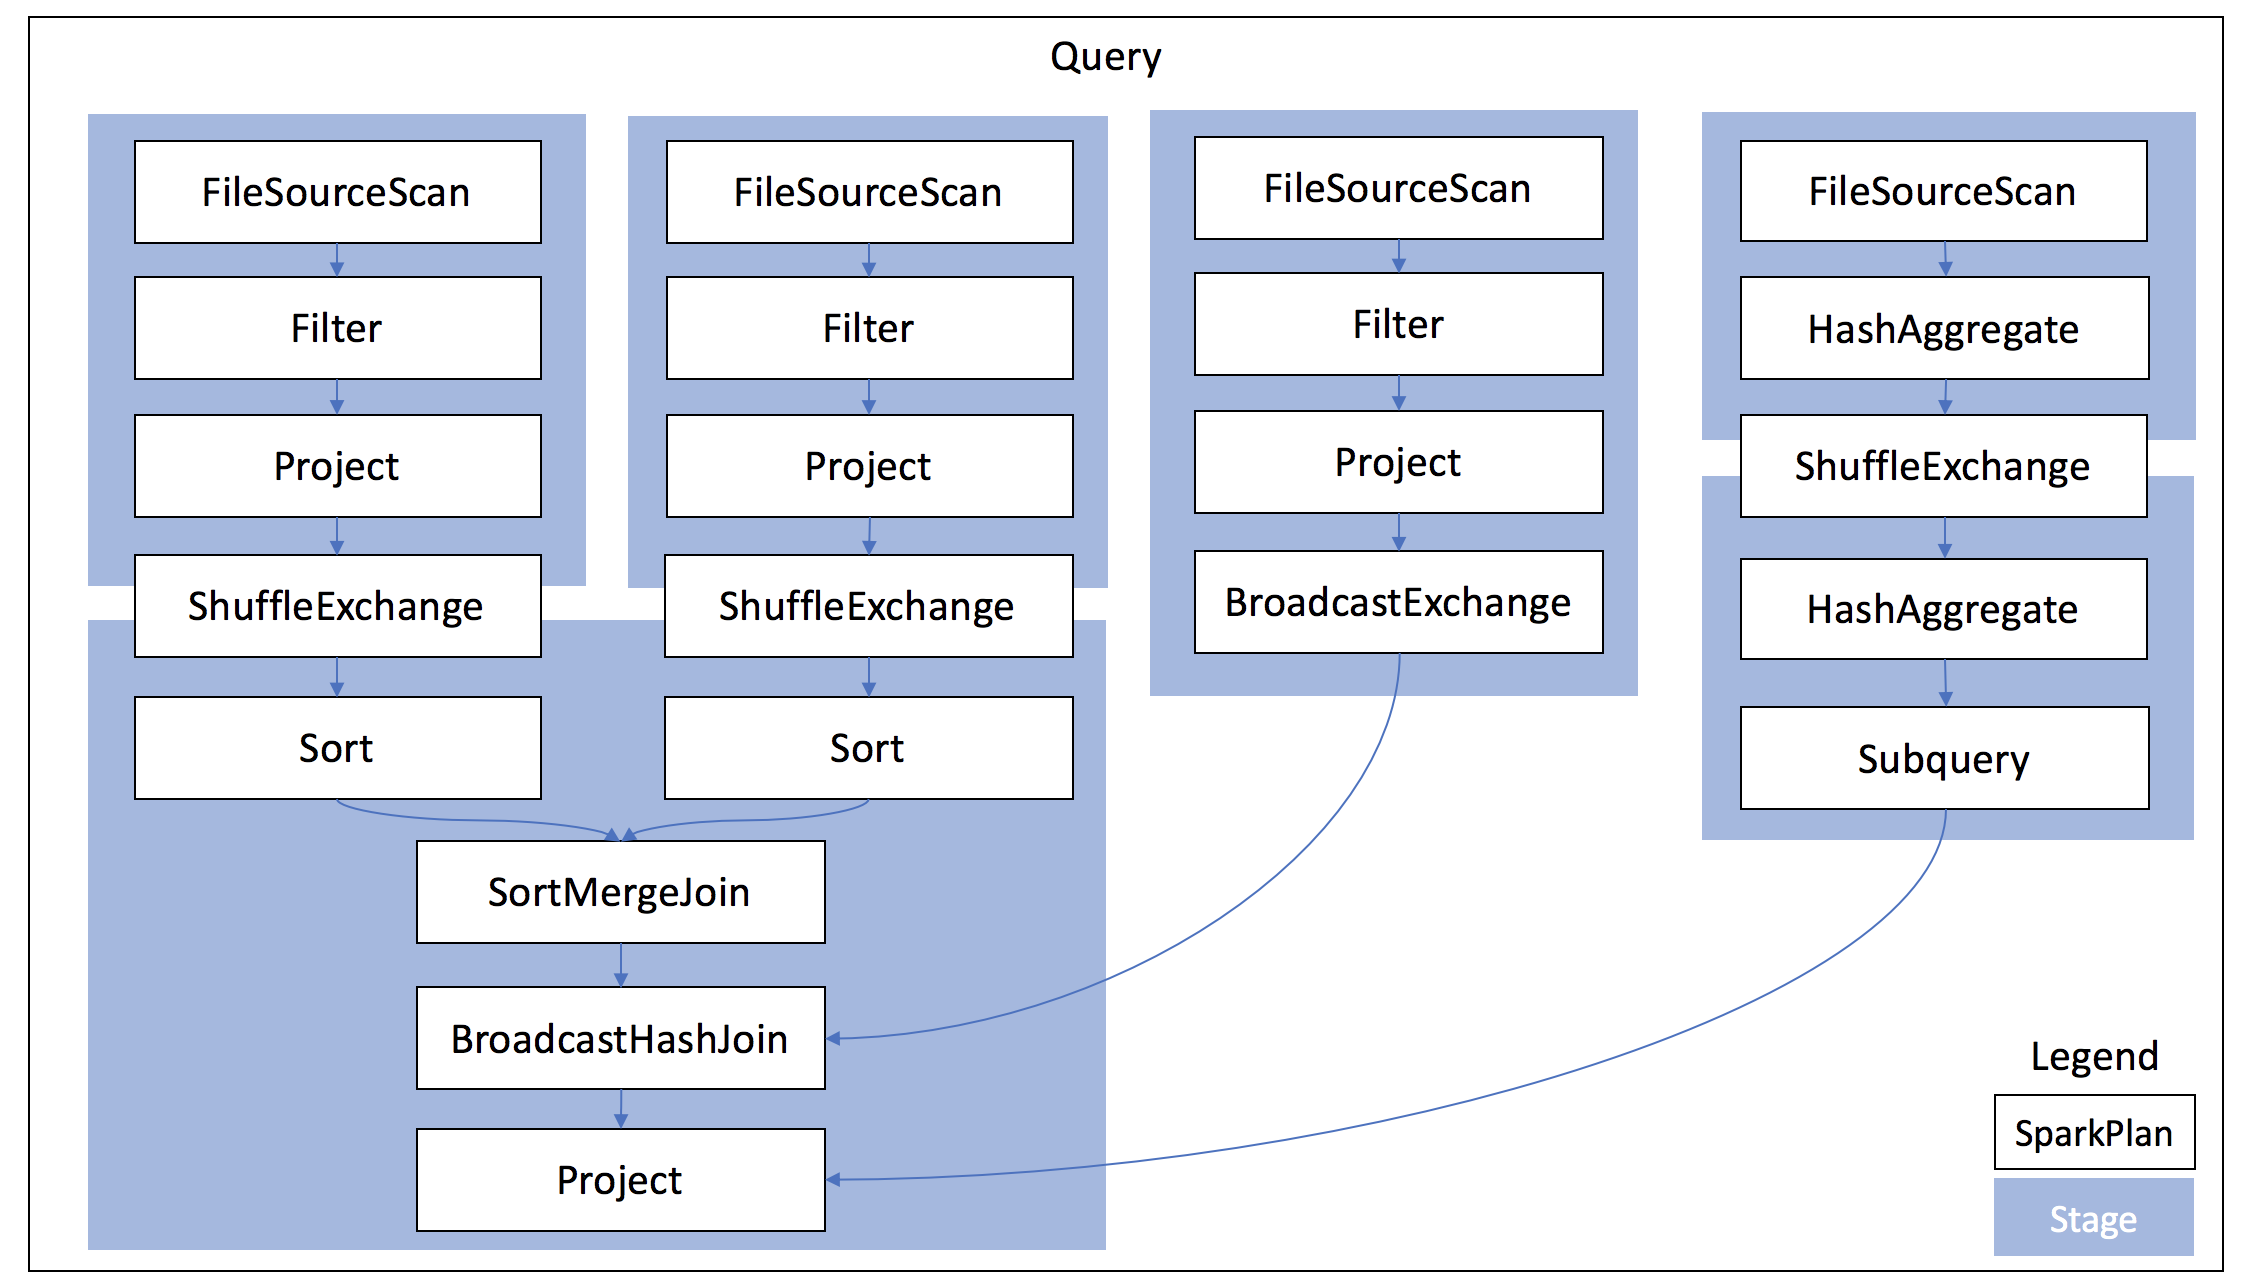 Query
FileSourceScan
Filter
Project
ShuffleExchange
Sort
FileSourceScan
Filter
Project
ShuffleExchange
Sort
SortMergeJoin
BroadcastHashJoin
Project
FileSourceScan
Filter
Project
BroadcastExchange
FileSourceScan
HashAggregate
ShuffleExchange
HashAggregate
Subquery
Legend
SparkPlan
Stage